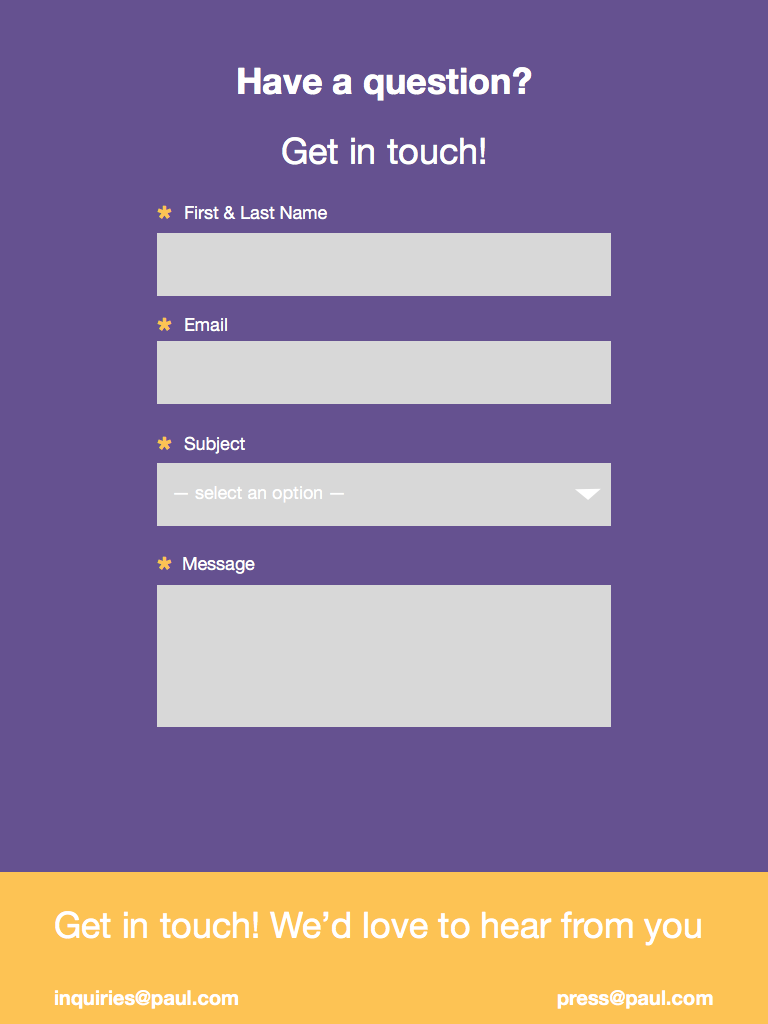 Have a question?
Get in touch!
* First & Last Name
* Email
* Subject
— select an option —
* Message
Get in touch! We’d love to hear from you
inquiries@paul.com press@paul.com